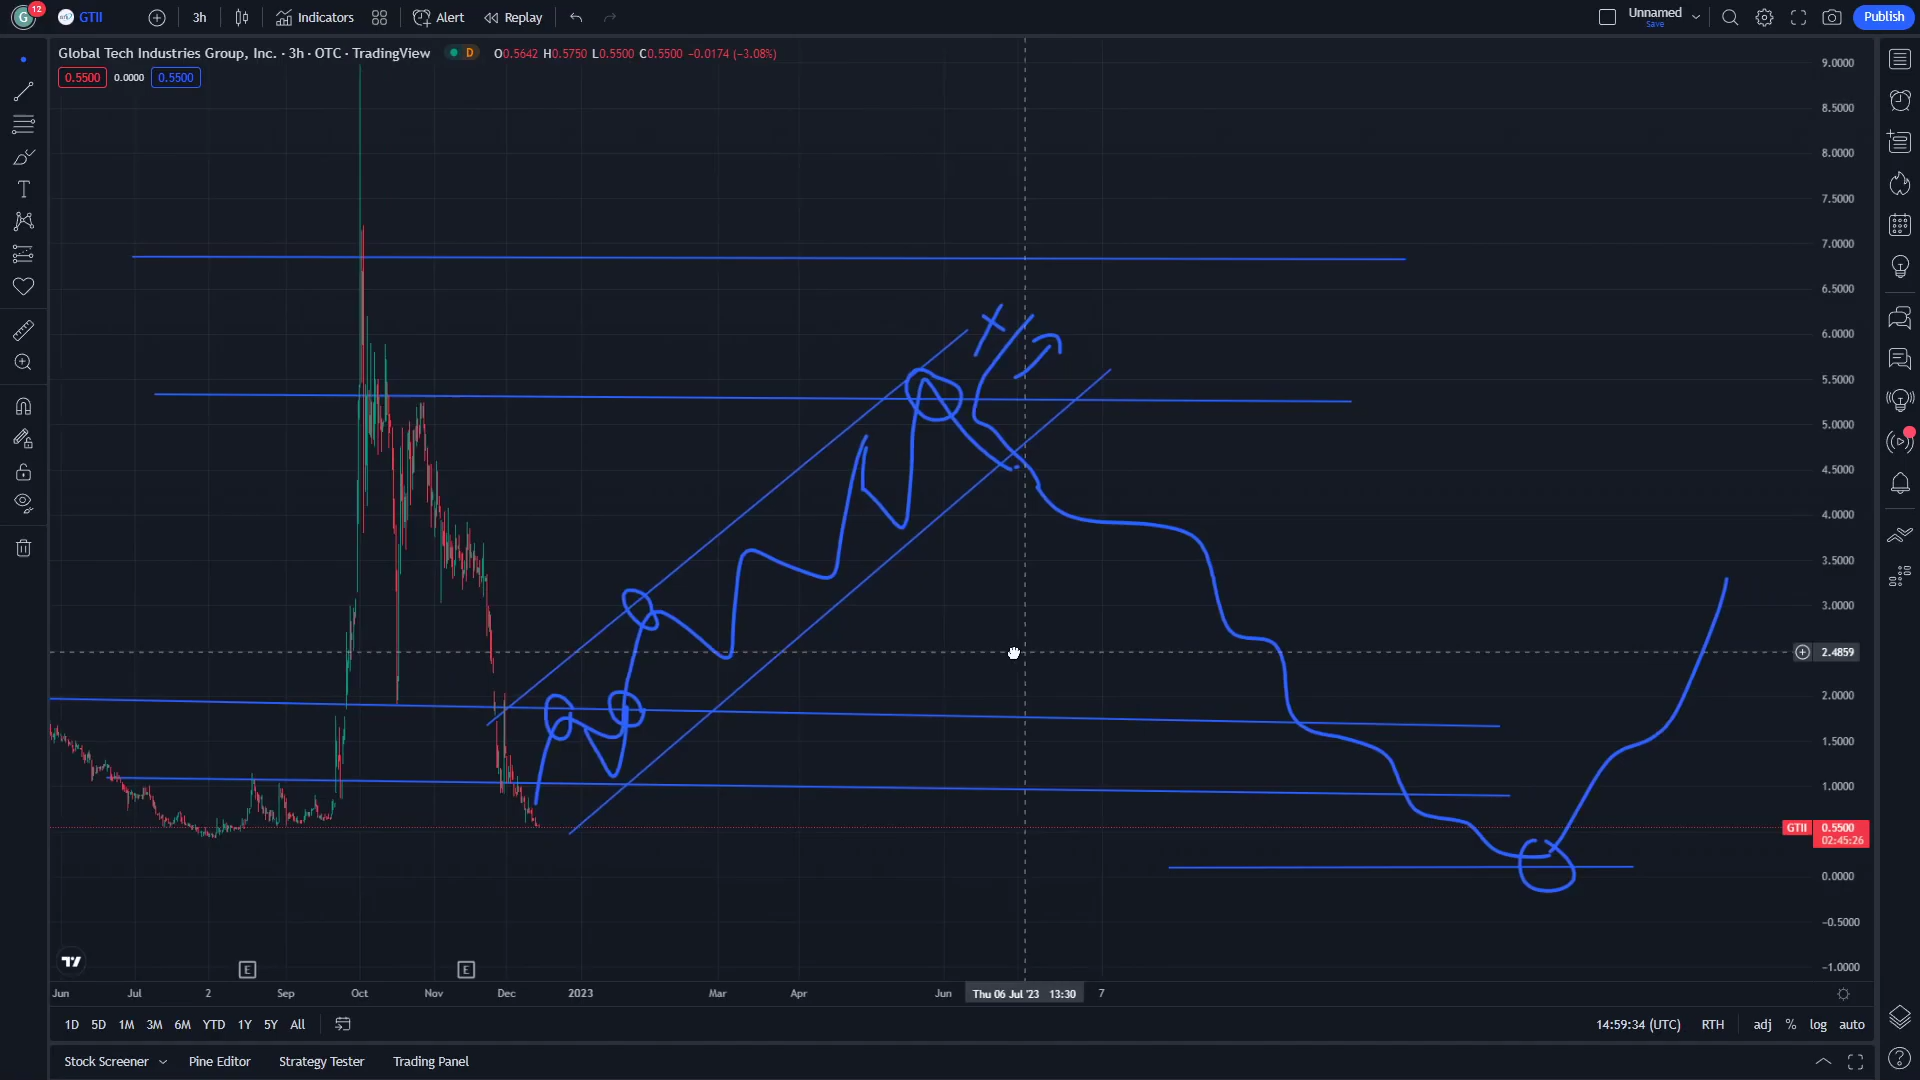 G 12 GTII 3h Indicators Alert Replay Unnamed Save Publish
Global Tech Industries Group, Inc. · 3h · OTC · TradingView D O0.5642 H0.5750 L0.5500 C0.5500 −0.0174 (−3.08%)
0.5500 0.0000 0.5500
9.0000
8.5000
8.0000
7.5000
7.0000
6.5000
6.0000
5.5000
5.0000
4.5000
4.0000
3.5000
3.0000
2.4859
2.0000
1.5000
1.0000
GTII 0.5500
02:45:26
0.0000
−0.5000
−1.0000
E E
Jun Jul 2 Sep Oct Nov Dec 2023 Mar Apr Jun Thu 06 Jul '23 13:30 7
1D 5D 1M 3M 6M YTD 1Y 5Y All 14:59:34 (UTC) RTH adj % log auto
Stock Screener Pine Editor Strategy Tester Trading Panel